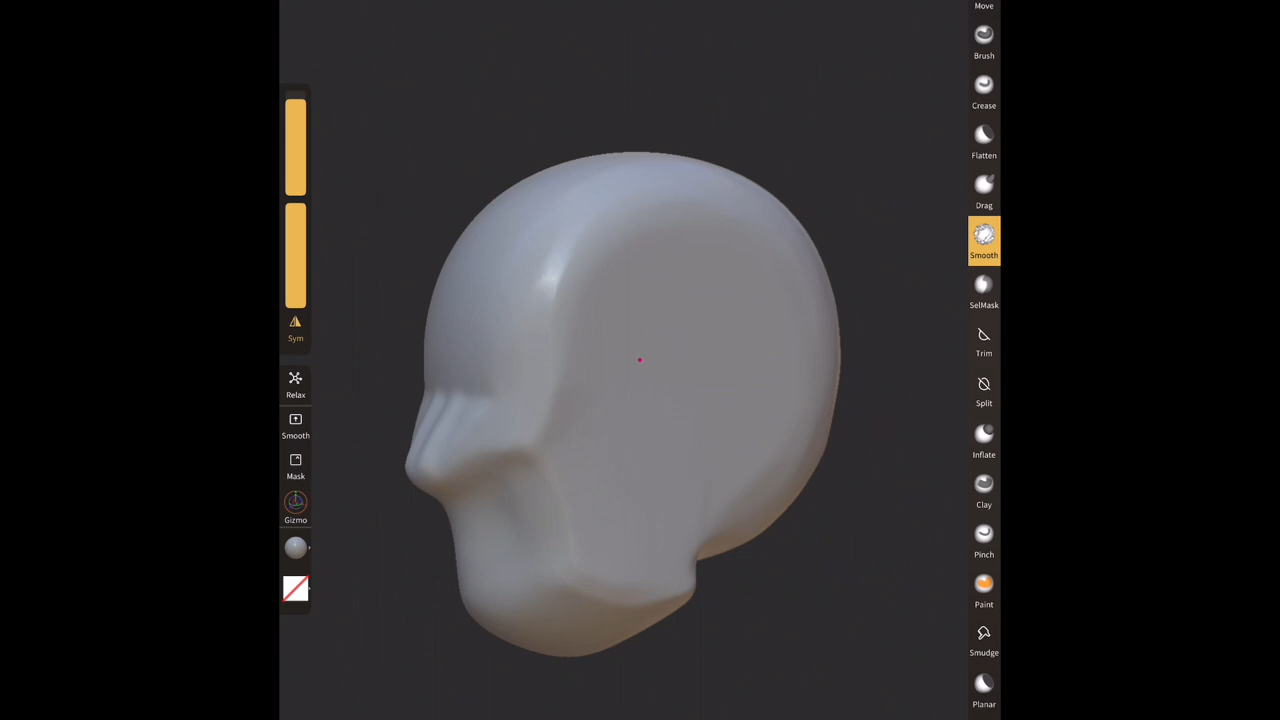 Sym
Relax
Smooth
Mask
Gizmo
Move
Brush
Crease
Flatten
Drag
Smooth
SelMask
Trim
Split
Inflate
Clay
Pinch
Paint
Smudge
Planar